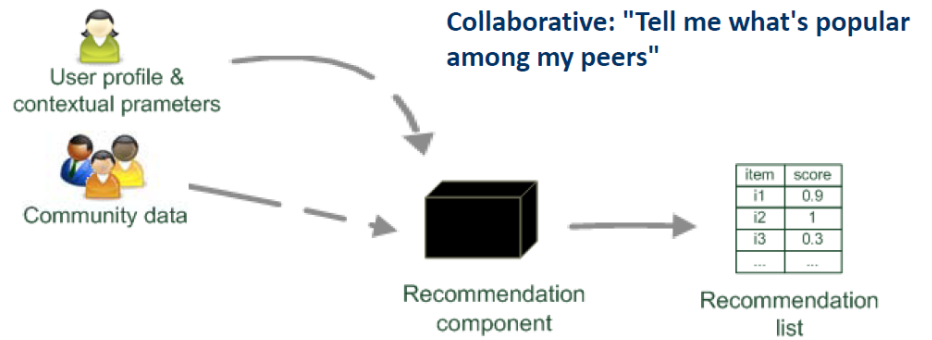 Collaborative: "Tell me what's popular
among my peers"
User profile &
contextual prameters
Community data
Recommendation
component
item score
i1 0.9
i2 1
i3 0.3
... ...
Recommendation
list